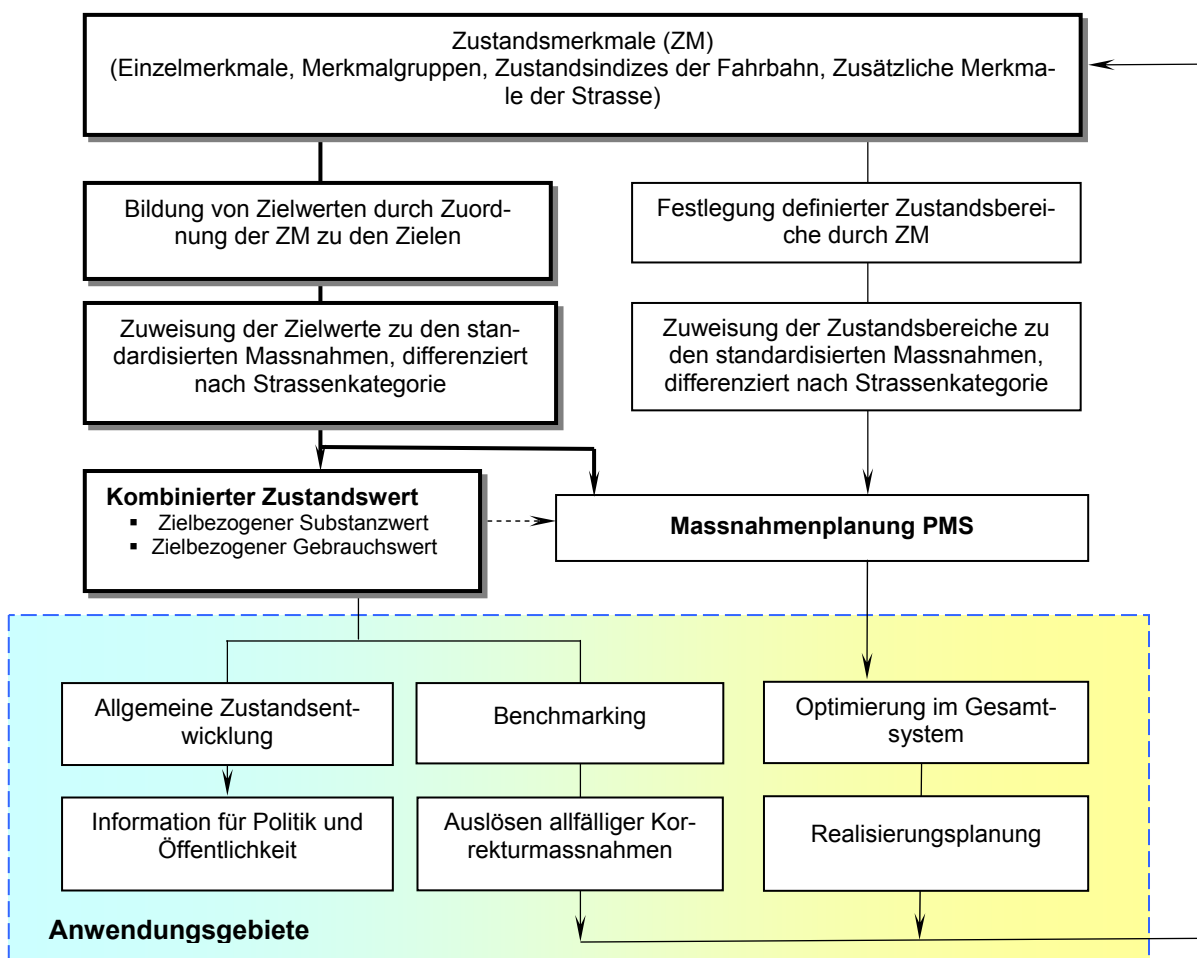 Zustandsmerkmale (ZM)
(Einzelmerkmale, Merkmalgruppen, Zustandsindizes der Fahrbahn, Zusätzliche Merkma-
le der Strasse)
Bildung von Zielwerten durch Zuord-
nung der ZM zu den Zielen
Festlegung definierter Zustandsberei-
che durch ZM
Zuweisung der Zielwerte zu den stan-
dardisierten Massnahmen, differenziert
nach Strassenkategorie
Zuweisung der Zustandsbereiche zu
den standardisierten Massnahmen,
differenziert nach Strassenkategorie
Kombinierter Zustandswert
▪ Zielbezogener Substanzwert
▪ Zielbezogener Gebrauchswert
Massnahmenplanung PMS
Allgemeine Zustandsent-
wicklung
Benchmarking
Optimierung im Gesamt-
system
Information für Politik und
Öffentlichkeit
Auslösen allfälliger Kor-
rekturmassnahmen
Realisierungsplanung
Anwendungsgebiete